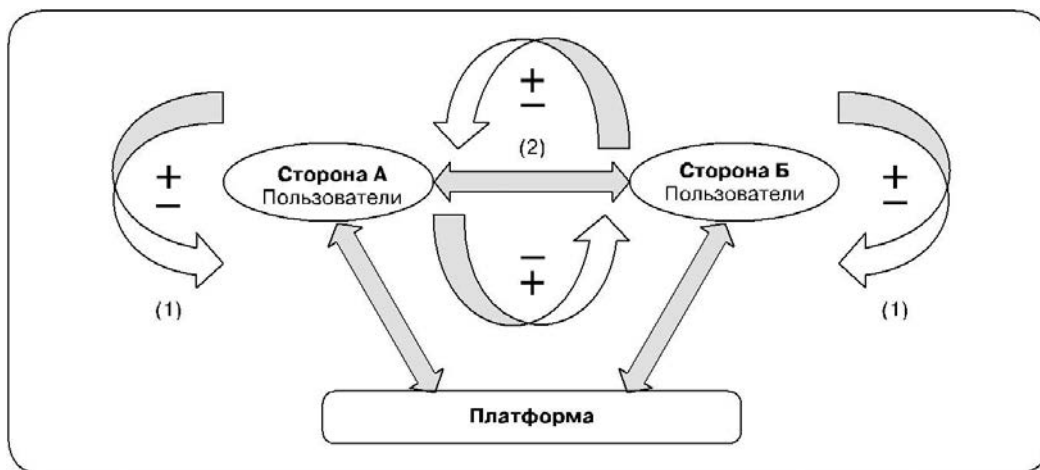 +
−
(2)
+
−
Сторона А
Пользователи
Сторона Б
Пользователи
+
−
−
+
(1)
(1)
Платформа